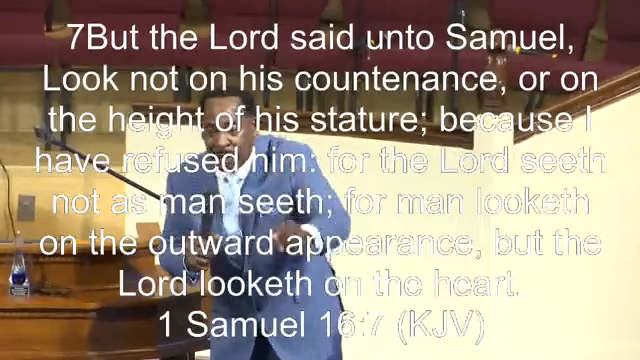 7But the Lord said unto Samuel,
Look not on his countenance, or on
the height of his stature; because I
have refused him: for the Lord seeth
not as man seeth; for man looketh
on the outward appearance, but the
Lord looketh on the heart.
1 Samuel 16:7 (KJV)